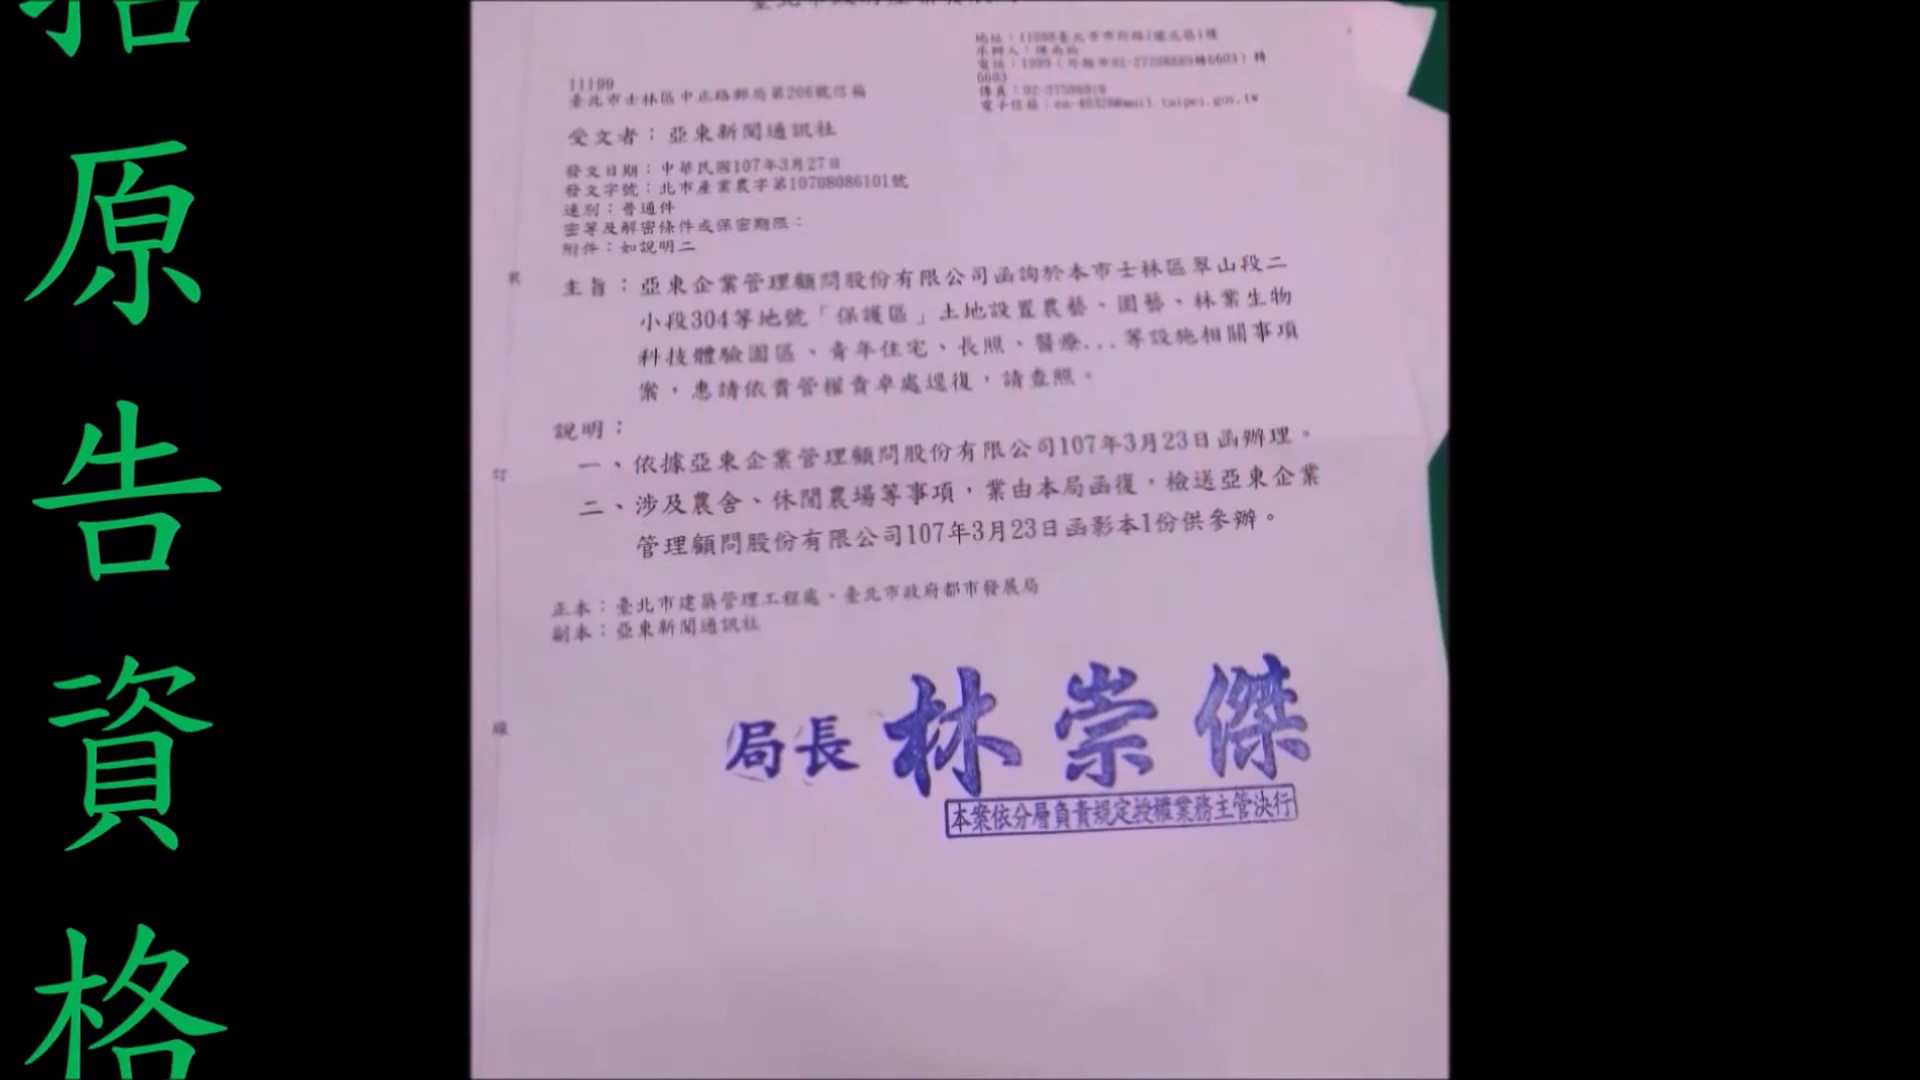 原告資格
11199
臺北市士林區中正路郵局第206號信箱
受文者：亞東新聞通訊社
發文日期：中華民國107年3月27日
發文字號：北市產業農字第10708086101號
速別：普通件
密等及解密條件或保密期限：
附件：如說明二
主旨：亞東企業管理顧問股份有限公司函詢於本市士林區翠山段二
小段304等地號「保護區」土地設置農藝、園藝、林業生物
科技體驗園區、青年住宅、長照、醫療...等設施相關事項
案，惠請依貴管權責卓處逕復，請查照。
說明：
一、依據亞東企業管理顧問股份有限公司107年3月23日函辦理。
二、涉及農舍、休閒農場等事項，業由本局函復，檢送亞東企業
管理顧問股份有限公司107年3月23日函影本1份供參辦。
正本：臺北市建築管理工程處、臺北市政府都市發展局
副本：亞東新聞通訊社
局長 林崇傑
本案依分層負責規定授權業務主管決行
裝
訂
線